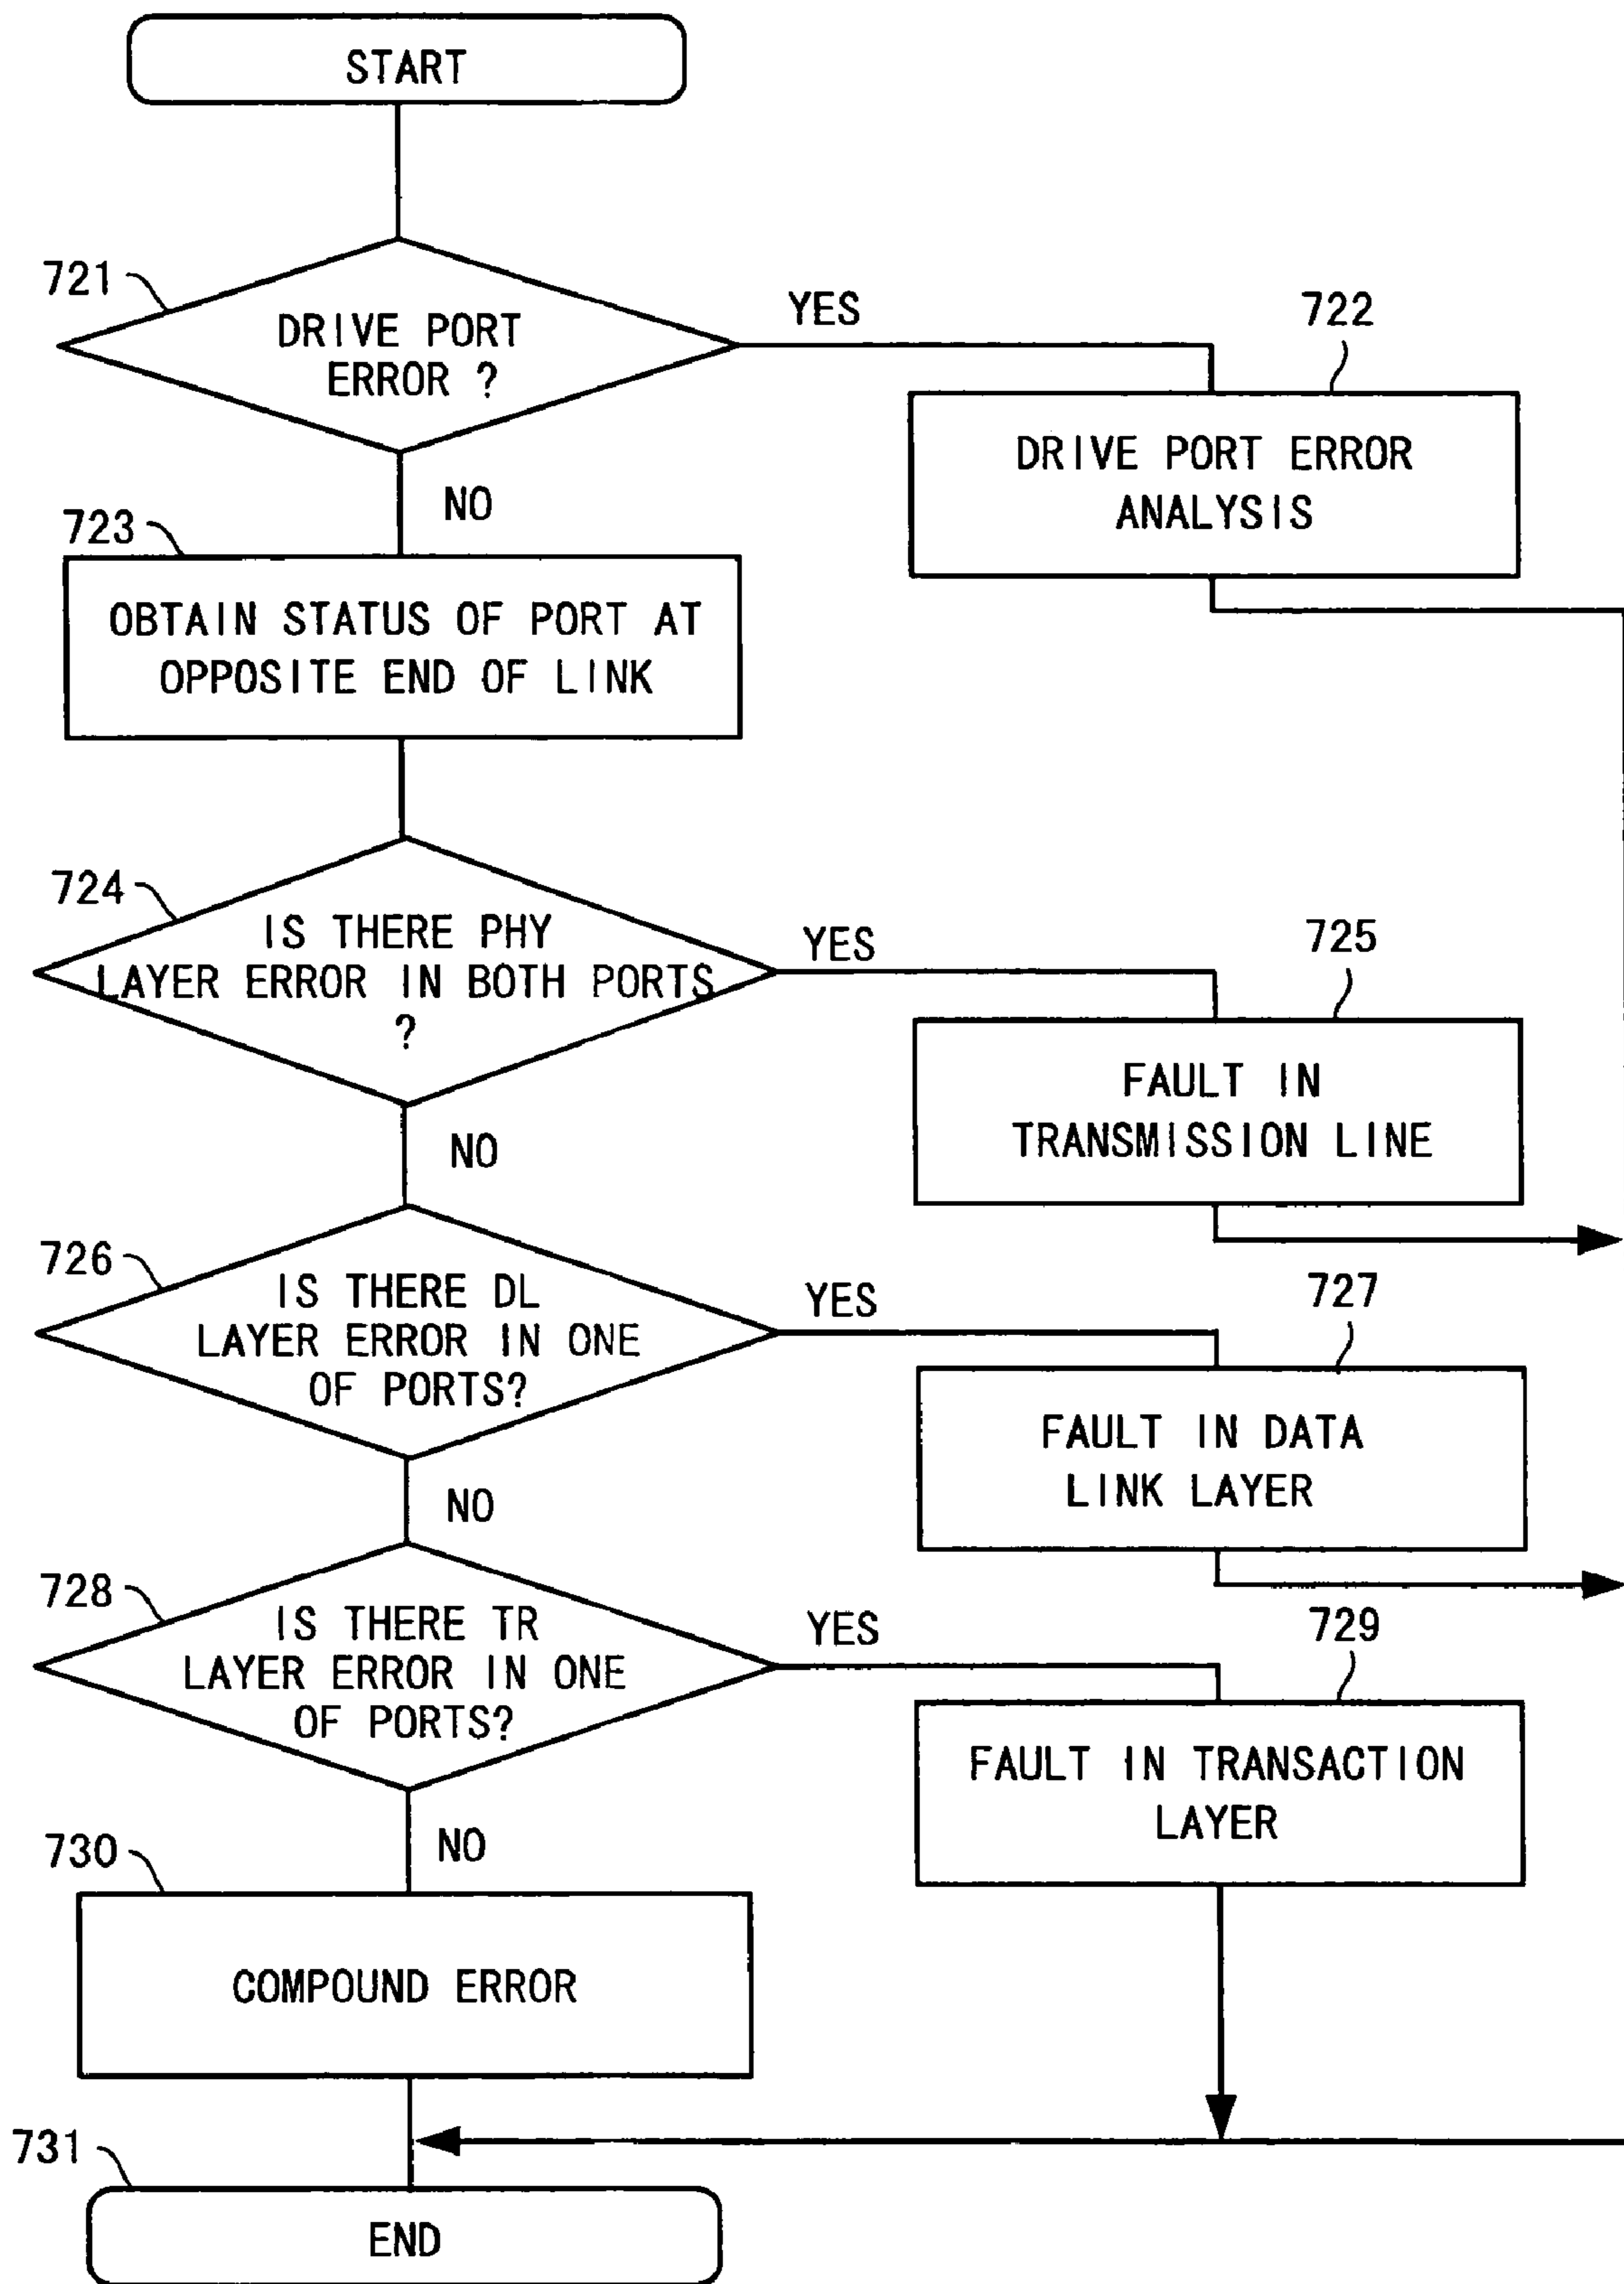 START
721
DRIVE PORT
ERROR ?
YES
722
DRIVE PORT ERROR
ANALYSIS
NO
723
OBTAIN STATUS OF PORT AT
OPPOSITE END OF LINK
724
IS THERE PHY
LAYER ERROR IN BOTH PORTS
?
YES
725
FAULT IN
TRANSMISSION LINE
NO
726
IS THERE DL
LAYER ERROR IN ONE
OF PORTS?
YES
727
FAULT IN DATA
LINK LAYER
NO
728
IS THERE TR
LAYER ERROR IN ONE
OF PORTS?
YES
729
FAULT IN TRANSACTION
LAYER
NO
730
COMPOUND ERROR
731
END